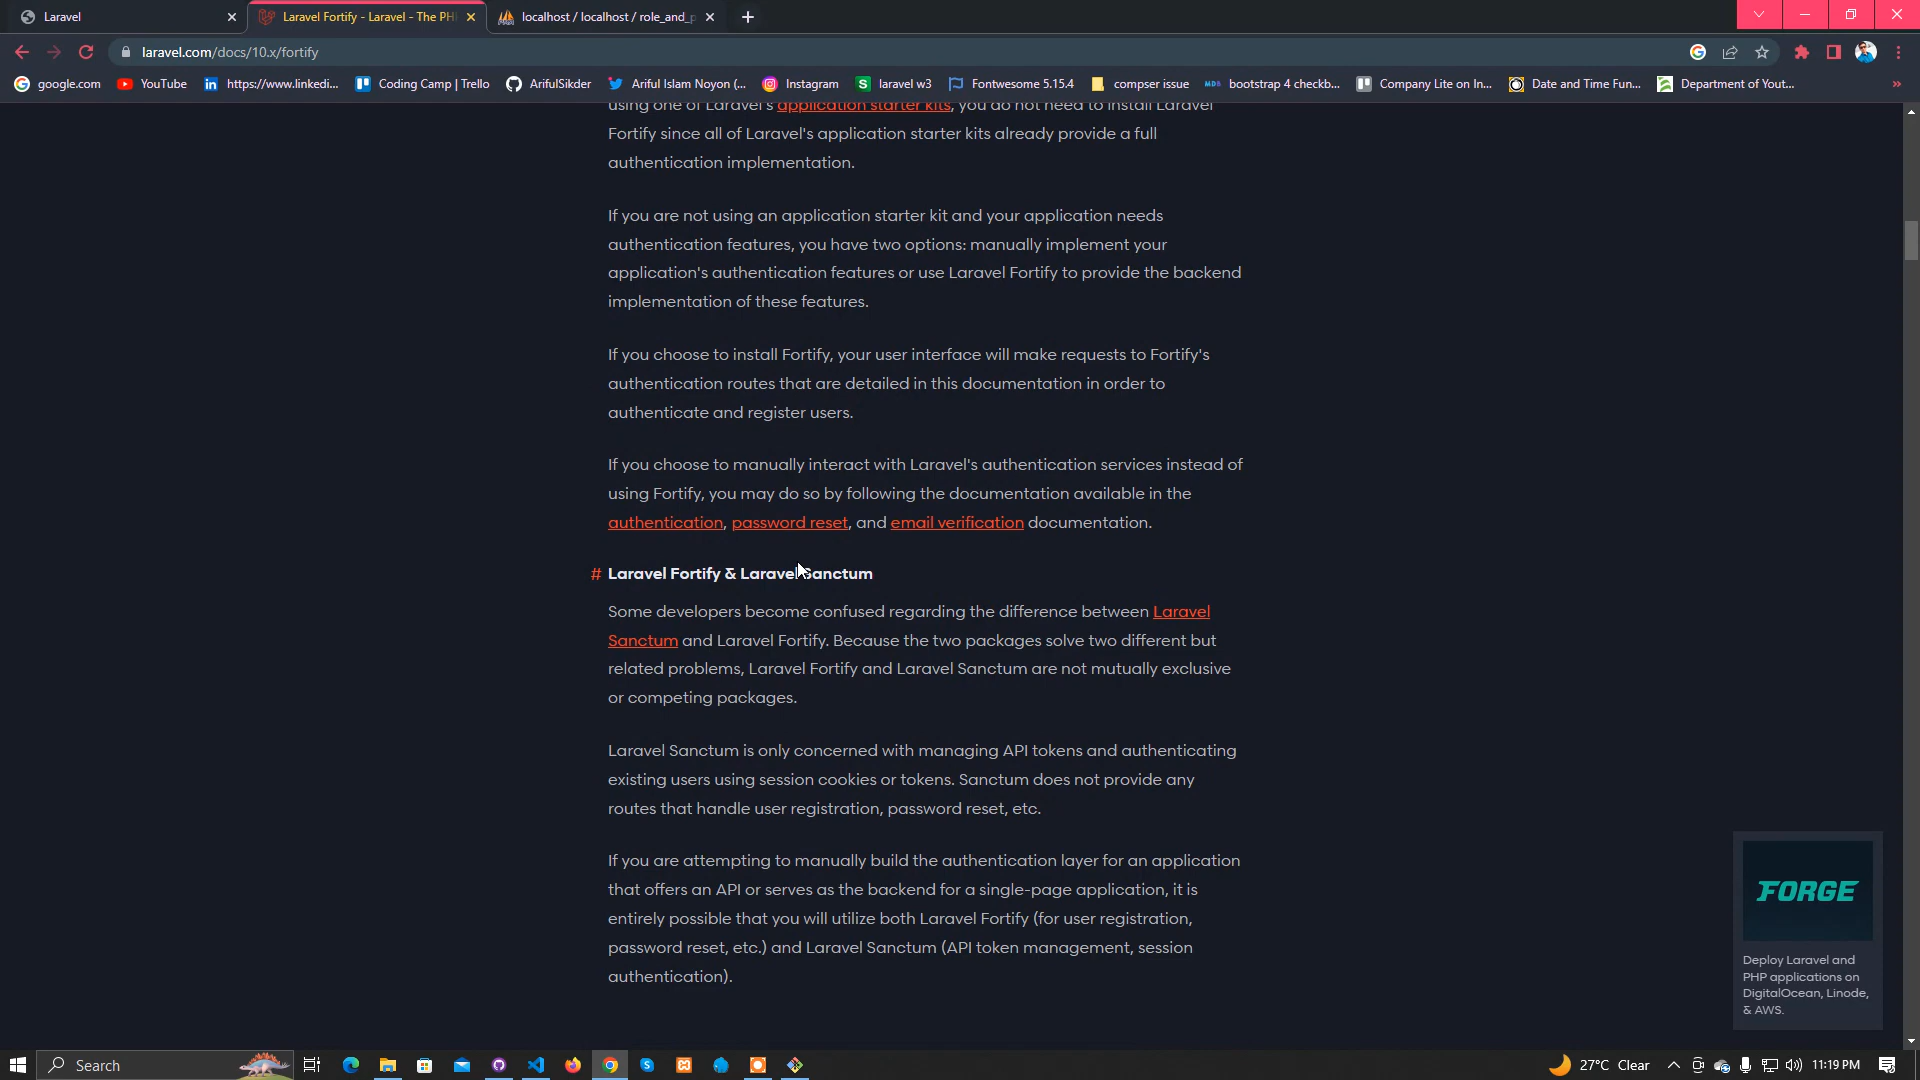 Laravel
Laravel Fortify - Laravel - The PH
localhost / localhost / role_and_p
laravel.com/docs/10.x/fortify
google.com
YouTube
https://www.linkedi...
Coding Camp | Trello
ArifulSikder
Ariful Islam Noyon (...
Instagram
laravel w3
Fontwesome 5.15.4
compser issue
bootstrap 4 checkb...
Company Lite on In...
Date and Time Fun...
Department of Yout...
using one of Laravel's application starter kits, you do not need to install Laravel
Fortify since all of Laravel's application starter kits already provide a full
authentication implementation.
If you are not using an application starter kit and your application needs
authentication features, you have two options: manually implement your
application's authentication features or use Laravel Fortify to provide the backend
implementation of these features.
If you choose to install Fortify, your user interface will make requests to Fortify's
authentication routes that are detailed in this documentation in order to
authenticate and register users.
If you choose to manually interact with Laravel's authentication services instead of
using Fortify, you may do so by following the documentation available in the
authentication, password reset, and email verification documentation.
# Laravel Fortify & Laravel Sanctum
Some developers become confused regarding the difference between Laravel
Sanctum and Laravel Fortify. Because the two packages solve two different but
related problems, Laravel Fortify and Laravel Sanctum are not mutually exclusive
or competing packages.
Laravel Sanctum is only concerned with managing API tokens and authenticating
existing users using session cookies or tokens. Sanctum does not provide any
routes that handle user registration, password reset, etc.
If you are attempting to manually build the authentication layer for an application
that offers an API or serves as the backend for a single-page application, it is
entirely possible that you will utilize both Laravel Fortify (for user registration,
password reset, etc.) and Laravel Sanctum (API token management, session
authentication).
FORGE
Deploy Laravel and
PHP applications on
DigitalOcean, Linode,
& AWS.
Search
27°C Clear
11:19 PM